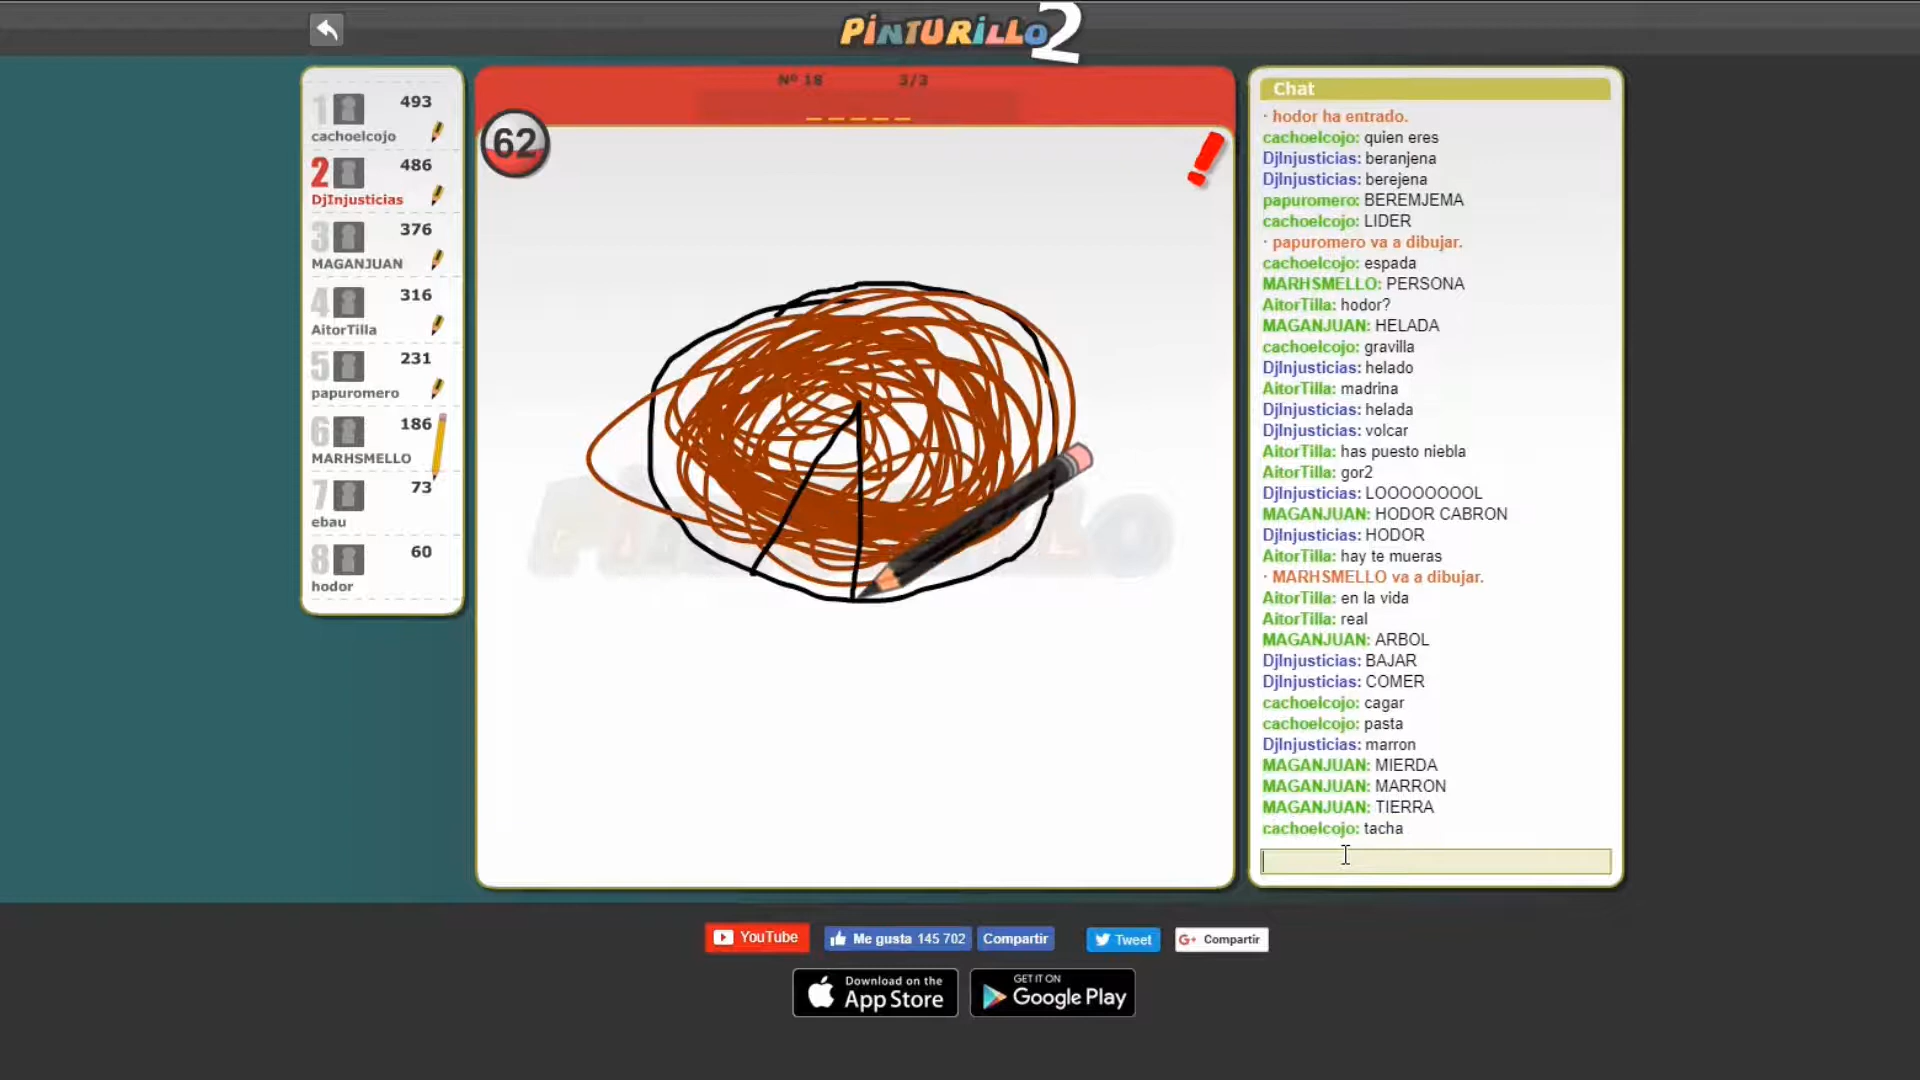 PINTURILLO 2
Nº 18 3/3
_ _ _ _ _
62
1 493
cachoelcojo
2 486
DjInjusticias
3 376
MAGANJUAN
4 316
AitorTilla
5 231
papuromero
6 186
MARHSMELLO
7 73
ebau
8 60
hodor
Chat
· hodor ha entrado.
cachoelcojo: quien eres
DjInjusticias: beranjena
DjInjusticias: berejena
papuromero: BEREMJEMA
cachoelcojo: LIDER
· papuromero va a dibujar.
cachoelcojo: espada
MARHSMELLO: PERSONA
AitorTilla: hodor?
MAGANJUAN: HELADA
cachoelcojo: gravilla
DjInjusticias: helado
AitorTilla: madrina
DjInjusticias: helada
DjInjusticias: volcar
AitorTilla: has puesto niebla
AitorTilla: gor2
DjInjusticias: LOOOOOOOOL
MAGANJUAN: HODOR CABRON
DjInjusticias: HODOR
AitorTilla: hay te mueras
· MARHSMELLO va a dibujar.
AitorTilla: en la vida
AitorTilla: real
MAGANJUAN: ARBOL
DjInjusticias: BAJAR
DjInjusticias: COMER
cachoelcojo: cagar
cachoelcojo: pasta
DjInjusticias: marron
MAGANJUAN: MIERDA
MAGANJUAN: MARRON
MAGANJUAN: TIERRA
cachoelcojo: tacha
YouTube Me gusta 145 702 Compartir Tweet G+ Compartir
Download on the
App Store
GET IT ON
Google Play